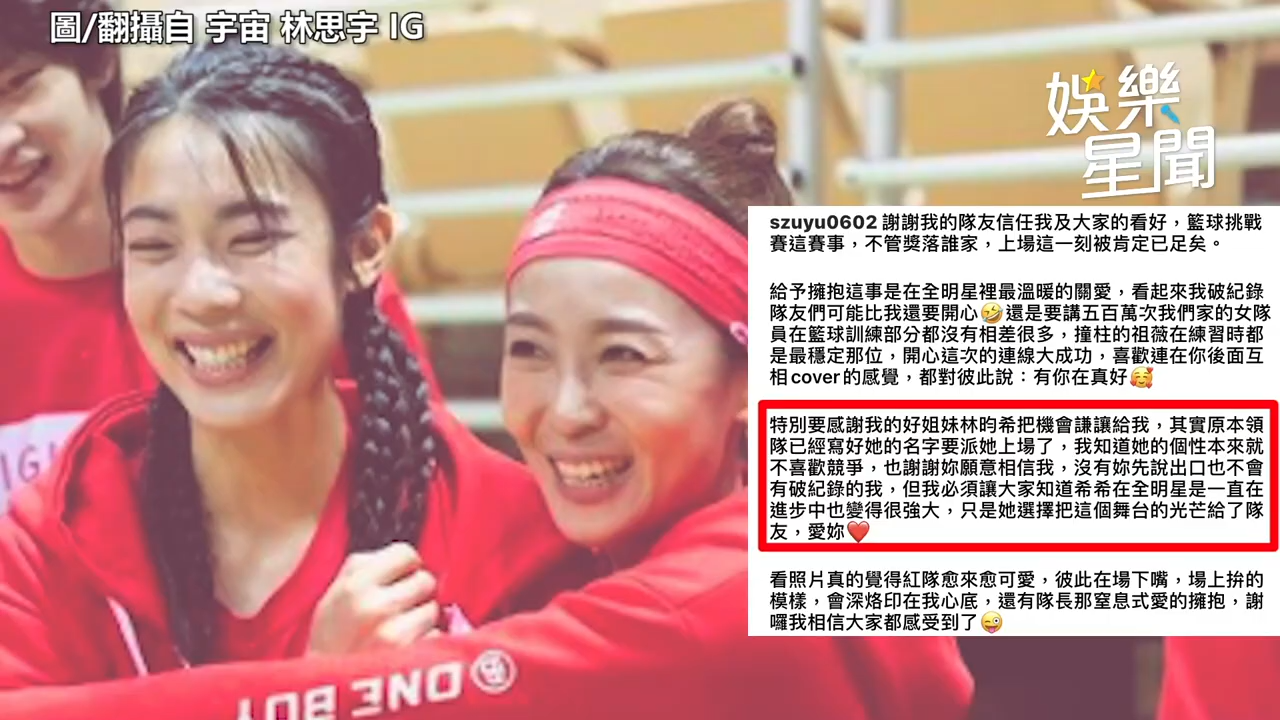 圖/翻攝自 宇宙 林思宇 IG
娛樂
星聞
szuyu0602 謝謝我的隊友信任我及大家的看好，籃球挑戰
賽這賽事，不管獎落誰家，上場這一刻被肯定已足矣。
給予擁抱這事是在全明星裡最溫暖的關愛，看起來我破紀錄
隊友們可能比我還要開心🤣還是要講五百萬次我們家的女隊
員在籃球訓練部分都沒有相差很多，撞柱的祖薇在練習時都
是最穩定那位，開心這次的連線大成功，喜歡連在你後面互
相cover的感覺，都對彼此說：有你在真好🥰
特別要感謝我的好姐妹林昀希把機會謙讓給我，其實原本領
隊已經寫好她的名字要派她上場了，我知道她的個性本來就
不喜歡競爭，也謝謝妳願意相信我，沒有妳先說出口也不會
有破紀錄的我，但我必須讓大家知道希希在全明星是一直在
進步中也變得很強大，只是她選擇把這個舞台的光芒給了隊
友，愛妳❤️
看照片真的覺得紅隊愈來愈可愛，彼此在場下嘴，場上拚的
模樣，會深烙印在我心底，還有隊長那窒息式愛的擁抱，謝
囉我相信大家都感受到了😜
ONE BOY